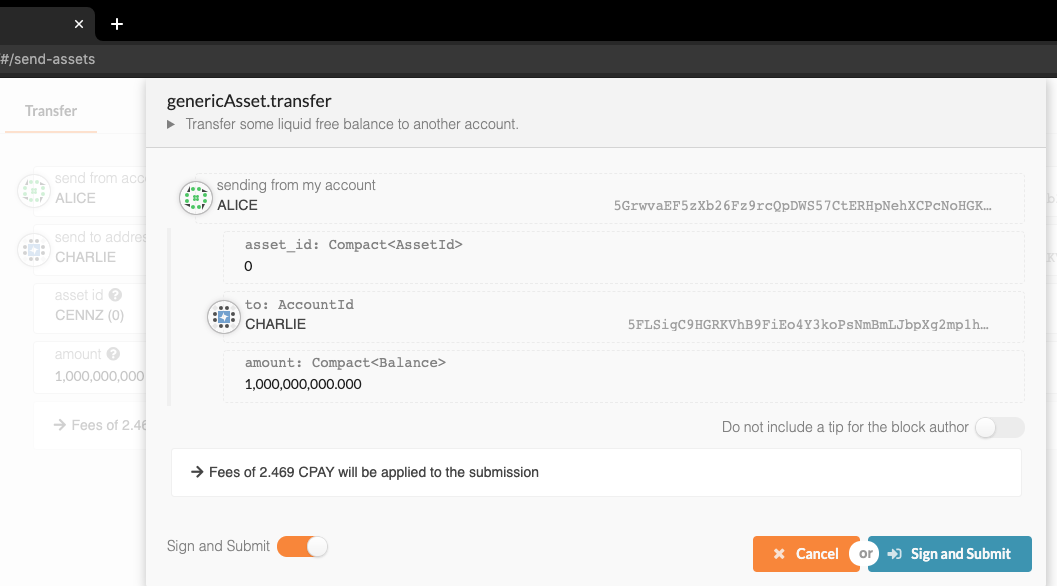 #/send-assets
Transfer
send from acc
ALICE
send to addres
CHARLIE
asset id
CENNZ (0)
amount
1,000,000,000
Fees of 2.46
genericAsset.transfer
Transfer some liquid free balance to another account.
sending from my account
ALICE
5GrwvaEF5zXb26Fz9rcQpDWS57CtERHpNehXCPcNoHGK…
asset_id: Compact<AssetId>
0
to: AccountId
CHARLIE
5FLSigC9HGRKVhB9FiEo4Y3koPsNmBmLJbpXg2mp1h…
amount: Compact<Balance>
1,000,000,000.000
Do not include a tip for the block author
Fees of 2.469 CPAY will be applied to the submission
Sign and Submit
Cancel
or
Sign and Submit